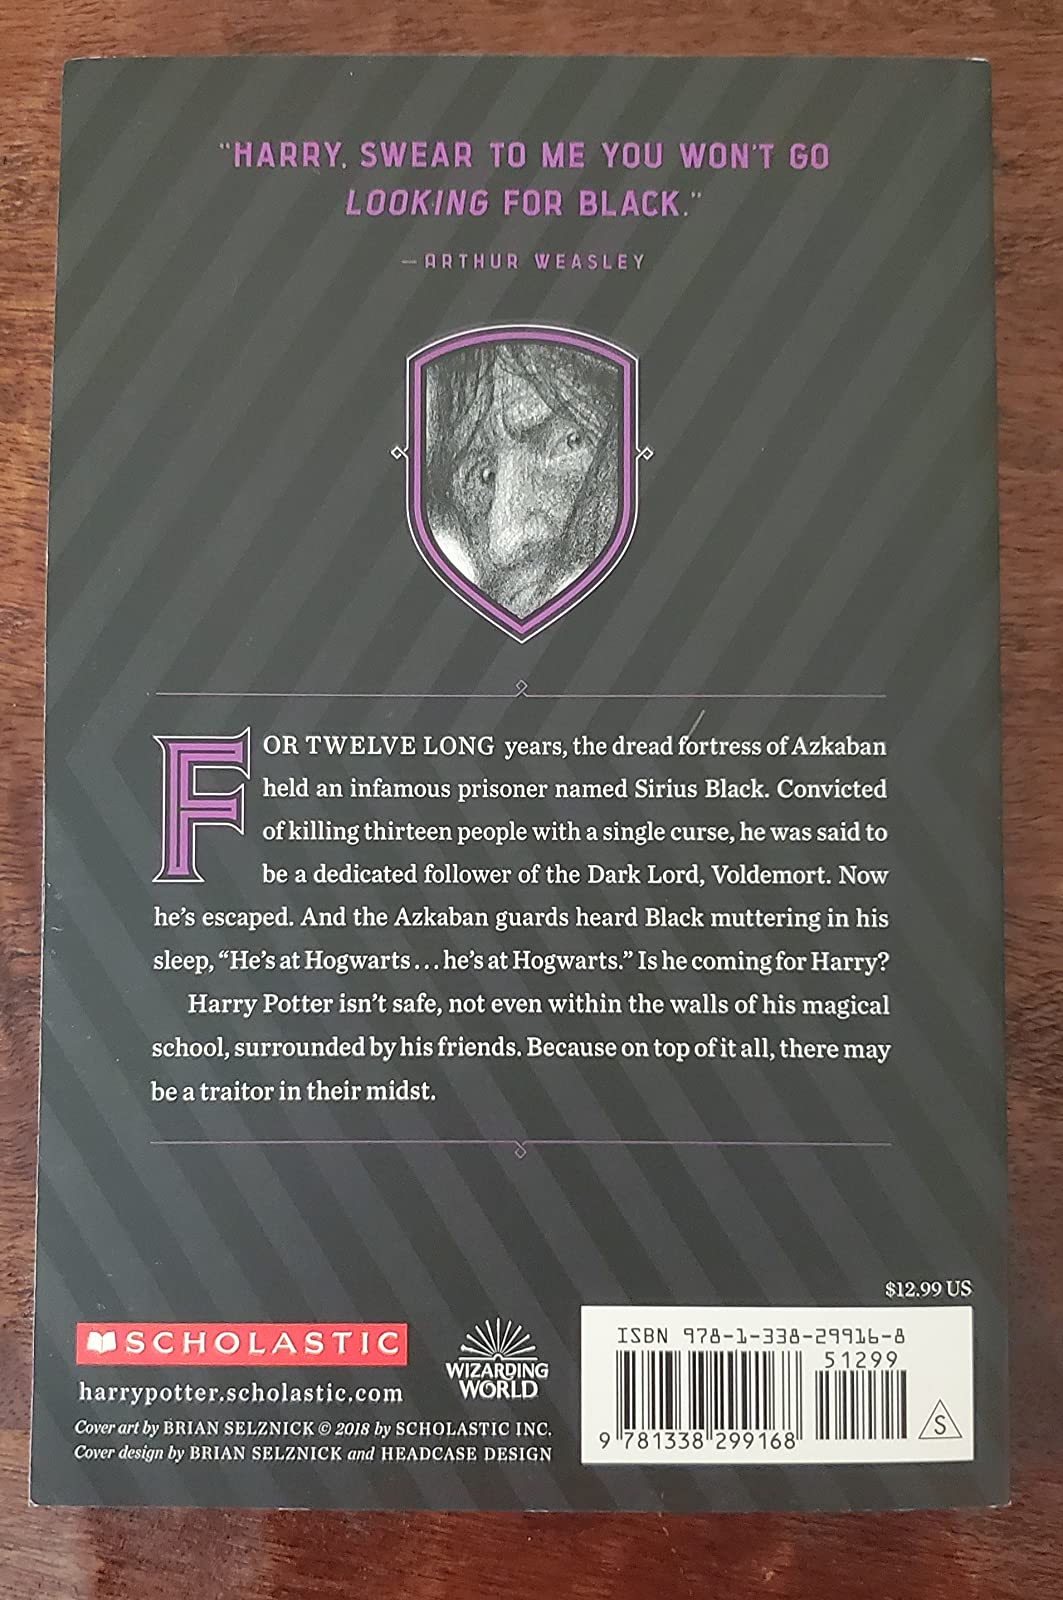 "HARRY, SWEAR TO ME YOU WON'T GO
LOOKING FOR BLACK."
—ARTHUR WEASLEY
FOR TWELVE LONG years, the dread fortress of Azkaban
held an infamous prisoner named Sirius Black. Convicted
of killing thirteen people with a single curse, he was said to
be a dedicated follower of the Dark Lord, Voldemort. Now
he's escaped. And the Azkaban guards heard Black muttering in his
sleep, “He's at Hogwarts...he's at Hogwarts.” Is he coming for Harry?
Harry Potter isn't safe, not even within the walls of his magical
school, surrounded by his friends. Because on top of it all, there may
be a traitor in their midst.
$12.99 US
SCHOLASTIC
harrypotter.scholastic.com
WIZARDING
WORLD
Cover art by BRIAN SELZNICK © 2018 by SCHOLASTIC INC.
Cover design by BRIAN SELZNICK and HEADCASE DESIGN
ISBN 978-1-338-29916-8
51299
9 781338 299168
S